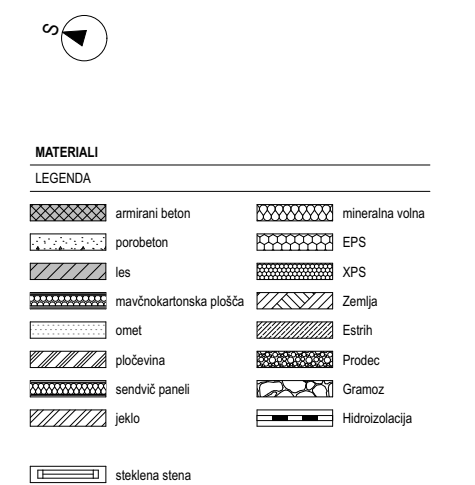 S
MATERIALI
LEGENDA
armirani beton
porobeton
les
mavčnokartonska plošča
omet
pločevina
sendvič paneli
jeklo
steklena stena
mineralna volna
EPS
XPS
Zemlja
Estrih
Prodec
Gramoz
Hidroizolacija